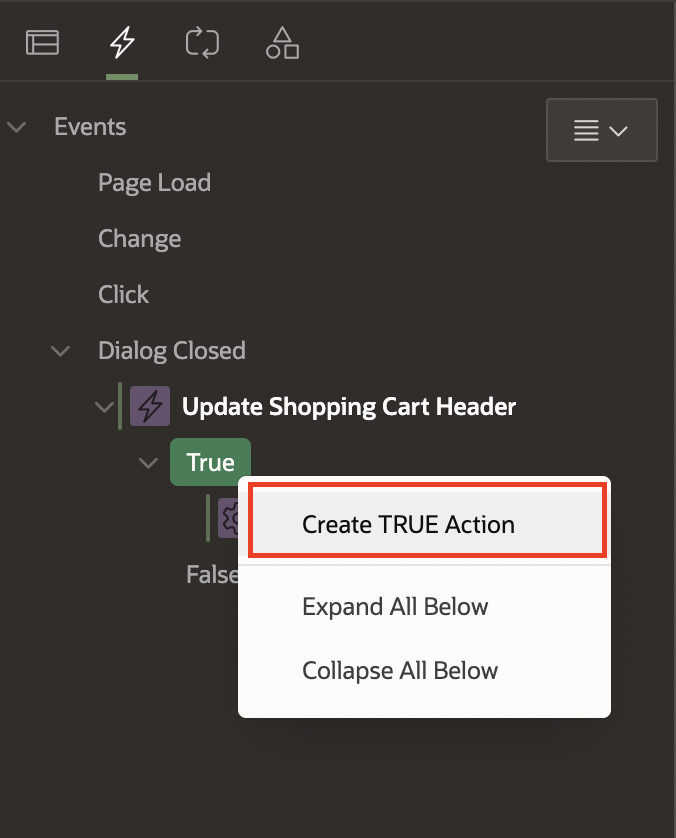 Events
Page Load
Change
Click
Dialog Closed
Update Shopping Cart Header
True
Create TRUE Action
False
Expand All Below
Collapse All Below